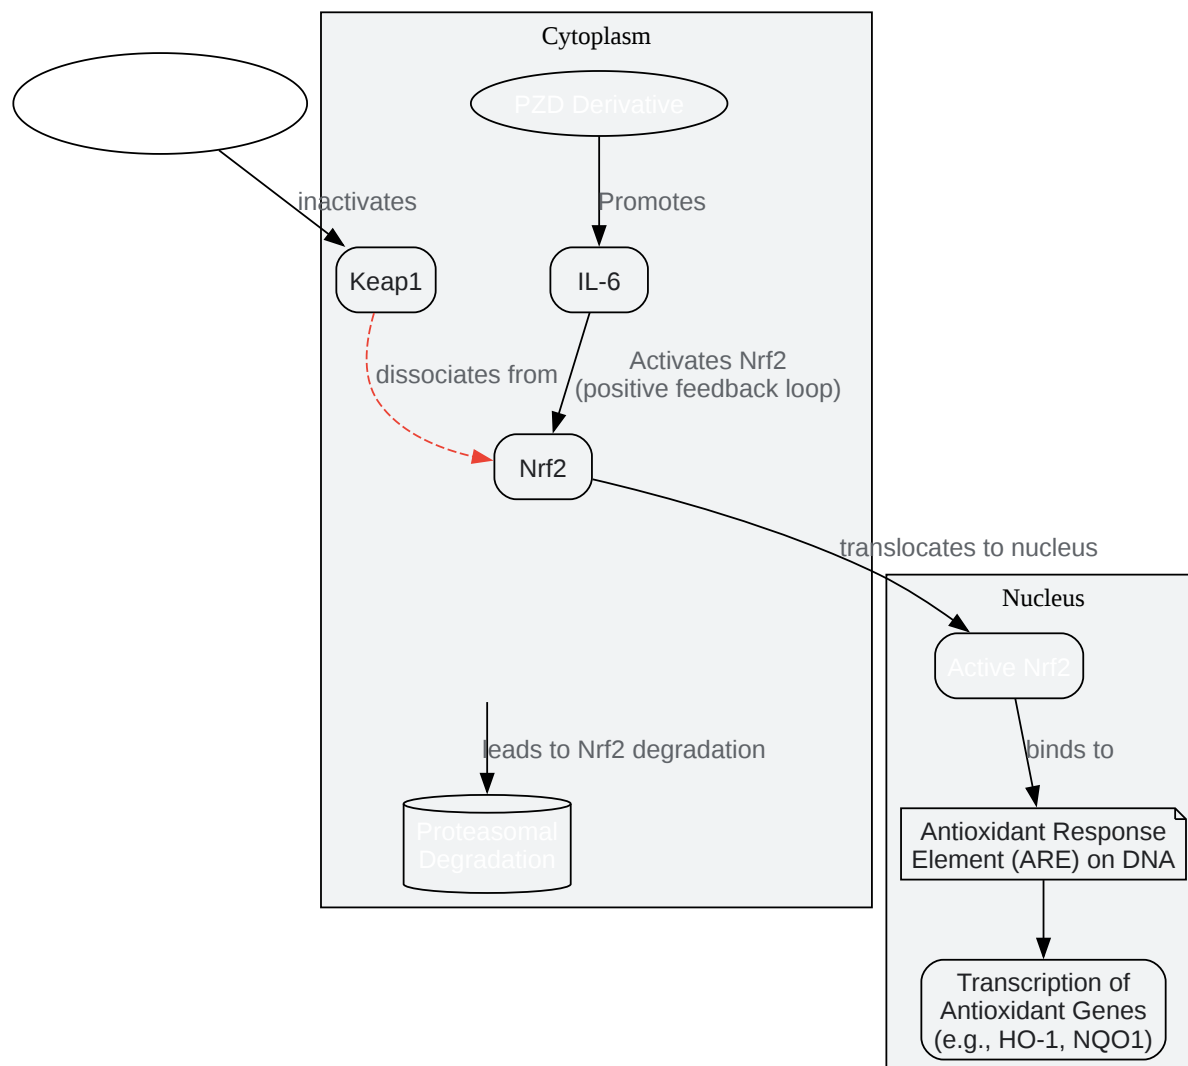 Cytoplasm
PZD Derivative
inactivates
Promotes
Keap1
IL-6
dissociates from
Activates Nrf2
(positive feedback loop)
Nrf2
translocates to nucleus
Nucleus
Active Nrf2
leads to Nrf2 degradation
binds to
Proteasomal
Degradation
Antioxidant Response
Element (ARE) on DNA
Transcription of
Antioxidant Genes
(e.g., HO-1, NQO1)